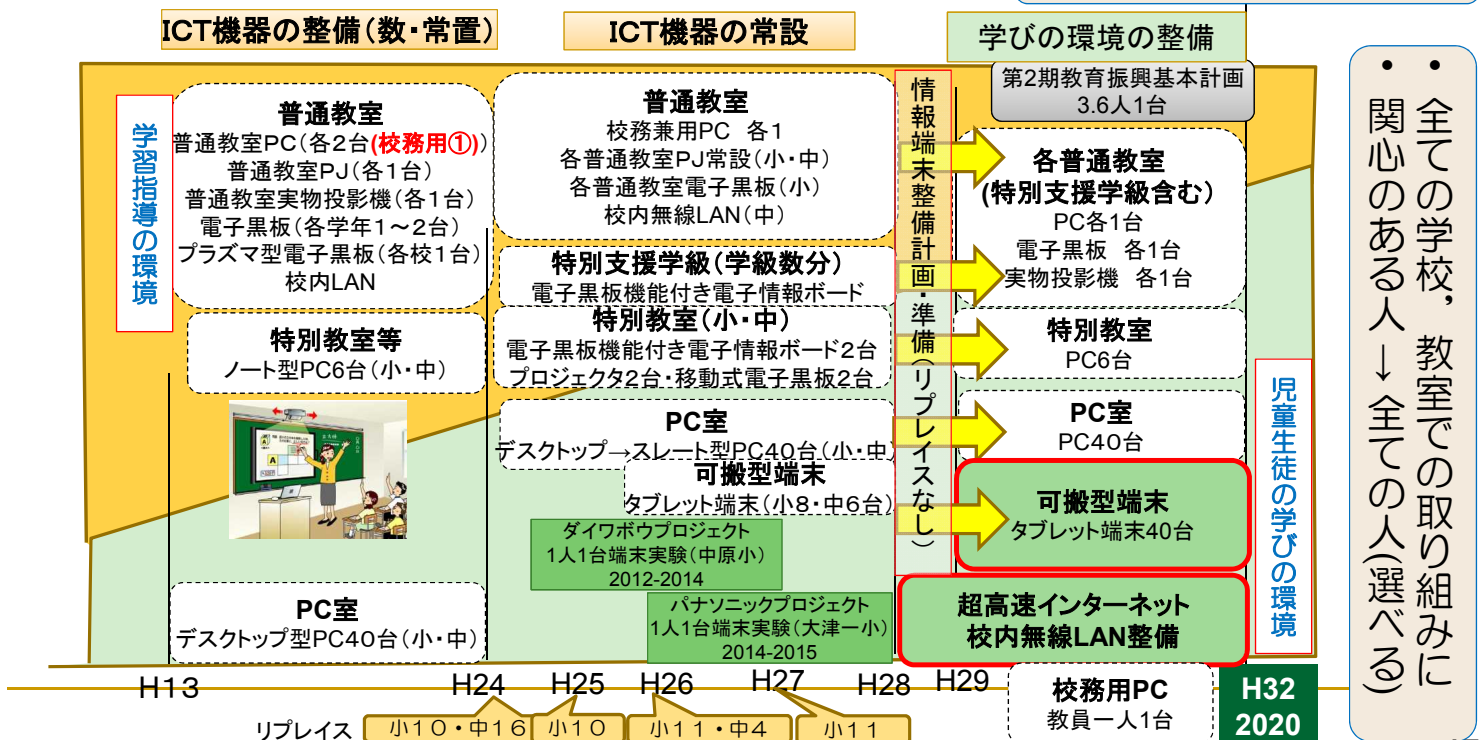 ICT機器の整備(数・常置)
ICT機器の常設
学びの環境の整備
学習指導の環境
普通教室
普通教室PC(各2台(校務用①))
普通教室PJ(各1台)
普通教室実物投影機(各1台)
電子黒板(各学年1~2台)
プラズマ型電子黒板(各校1台)
校内LAN
特別教室等
ノート型PC6台(小・中)
PC室
デスクトップ型PC40台(小・中)
普通教室
校務兼用PC 各1
各普通教室PJ常設(小・中)
各普通教室電子黒板(小)
校内無線LAN(中)
特別支援学級(学級数分)
電子黒板機能付き電子情報ボード
特別教室(小・中)
電子黒板機能付き電子情報ボード2台
プロジェクタ2台・移動式電子黒板2台
PC室
デスクトップ→スレート型PC40台(小・中)
可搬型端末
タブレット端末(小8・中6台)
ダイワボウプロジェクト
1人1台端末実験(中原小)
2012-2014
パナソニックプロジェクト
1人1台端末実験(大津一小)
2014-2015
情報端末整備計画・準備(リプレイスなし)
第2期教育振興基本計画
3.6人1台
各普通教室
(特別支援学級含む)
PC各1台
電子黒板 各1台
実物投影機 各1台
特別教室
PC6台
PC室
PC40台
可搬型端末
タブレット端末40台
超高速インターネット
校内無線LAN整備
児童生徒の学びの環境
校務用PC
教員一人1台
H13
H24
H25
H26
H27
H28
H29
H32
2020
リプレイス
小10・中16
小10
小11・中4
小11
・全ての学校,教室での取り組みに
・関心のある人→全ての人(選べる)